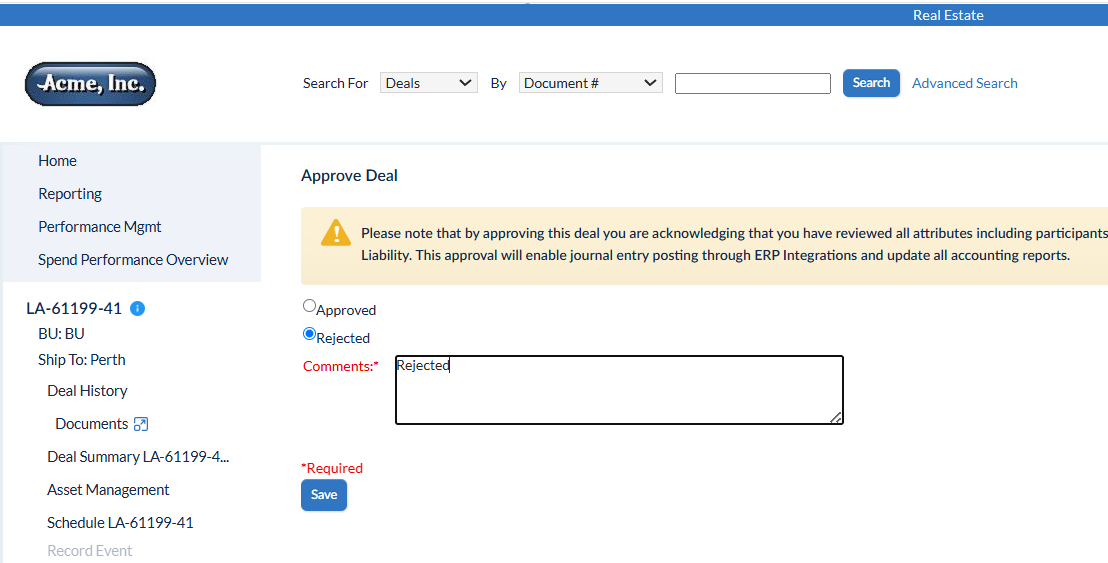 Real Estate
Acme, Inc.
Search For Deals By Document # Search Advanced Search
Home
Reporting
Performance Mgmt
Spend Performance Overview
LA-61199-41
BU: BU
Ship To: Perth
Deal History
Documents
Deal Summary LA-61199-4...
Asset Management
Schedule LA-61199-41
Record Event
Approve Deal
Please note that by approving this deal you are acknowledging that you have reviewed all attributes including participants
Liability. This approval will enable journal entry posting through ERP Integrations and update all accounting reports.
Approved
Rejected
Comments:* Rejected
*Required
Save